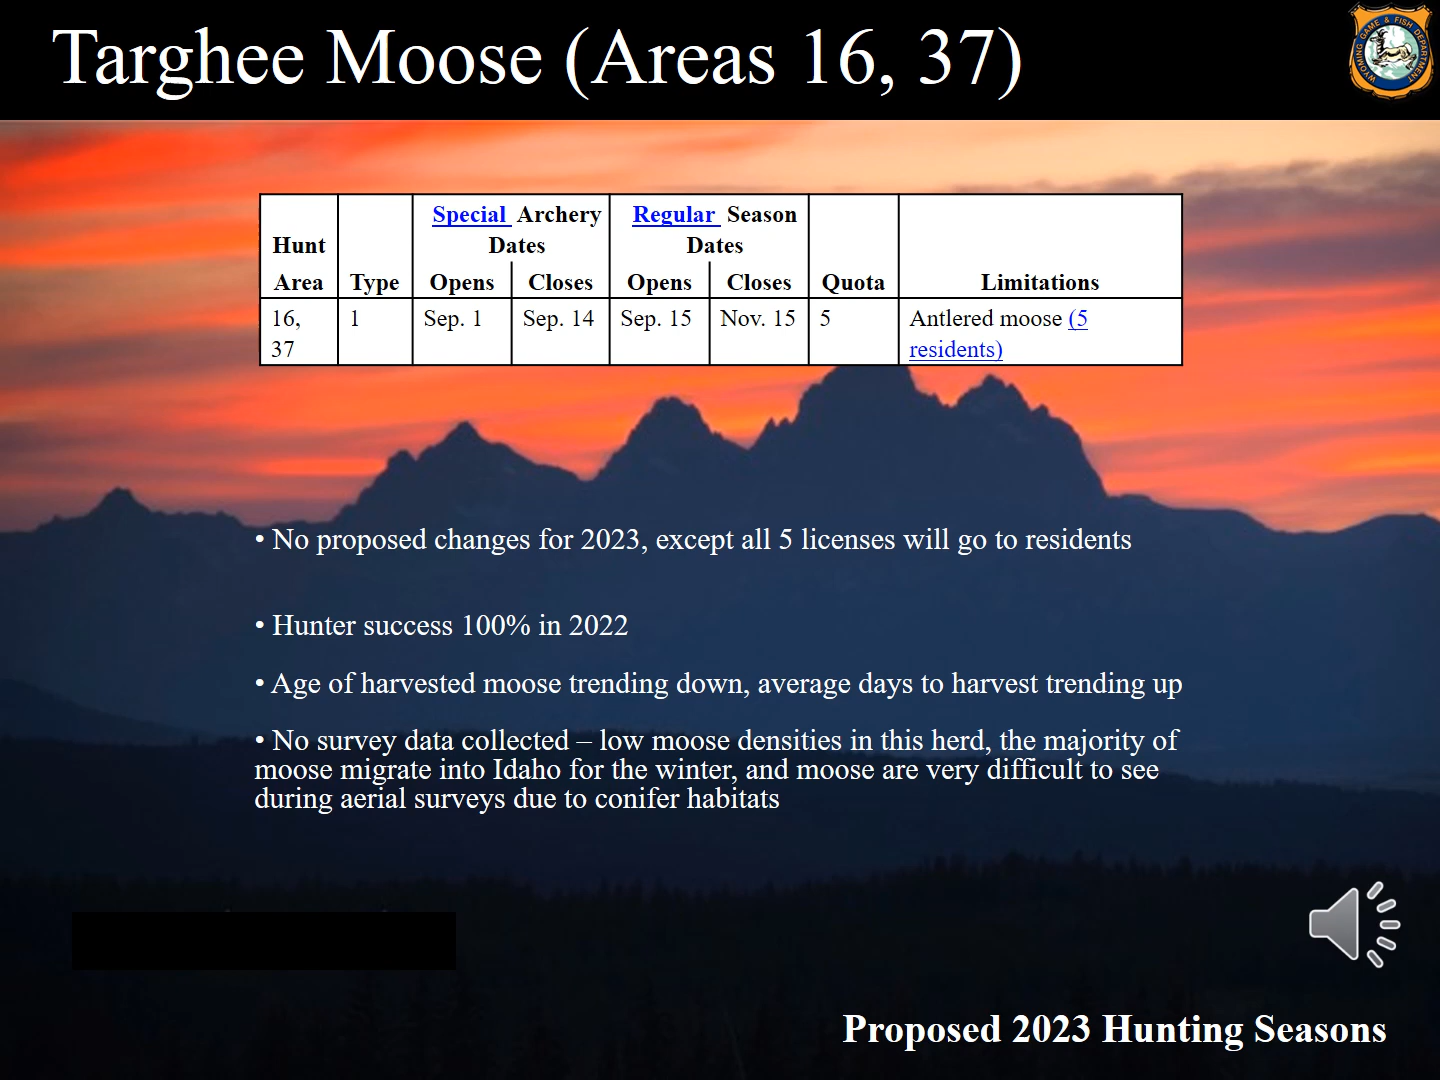 Targhee Moose (Areas 16, 37)
WYOMING GAME & FISH DEPARTMENT
Special Archery Regular Season
Hunt Dates Dates
Area Type Opens Closes Opens Closes Quota Limitations
16, 1 Sep. 1 Sep. 14 Sep. 15 Nov. 15 5 Antlered moose (5
37 residents)
• No proposed changes for 2023, except all 5 licenses will go to residents
• Hunter success 100% in 2022
• Age of harvested moose trending down, average days to harvest trending up
• No survey data collected – low moose densities in this herd, the majority of
moose migrate into Idaho for the winter, and moose are very difficult to see
during aerial surveys due to conifer habitats
Proposed 2023 Hunting Seasons